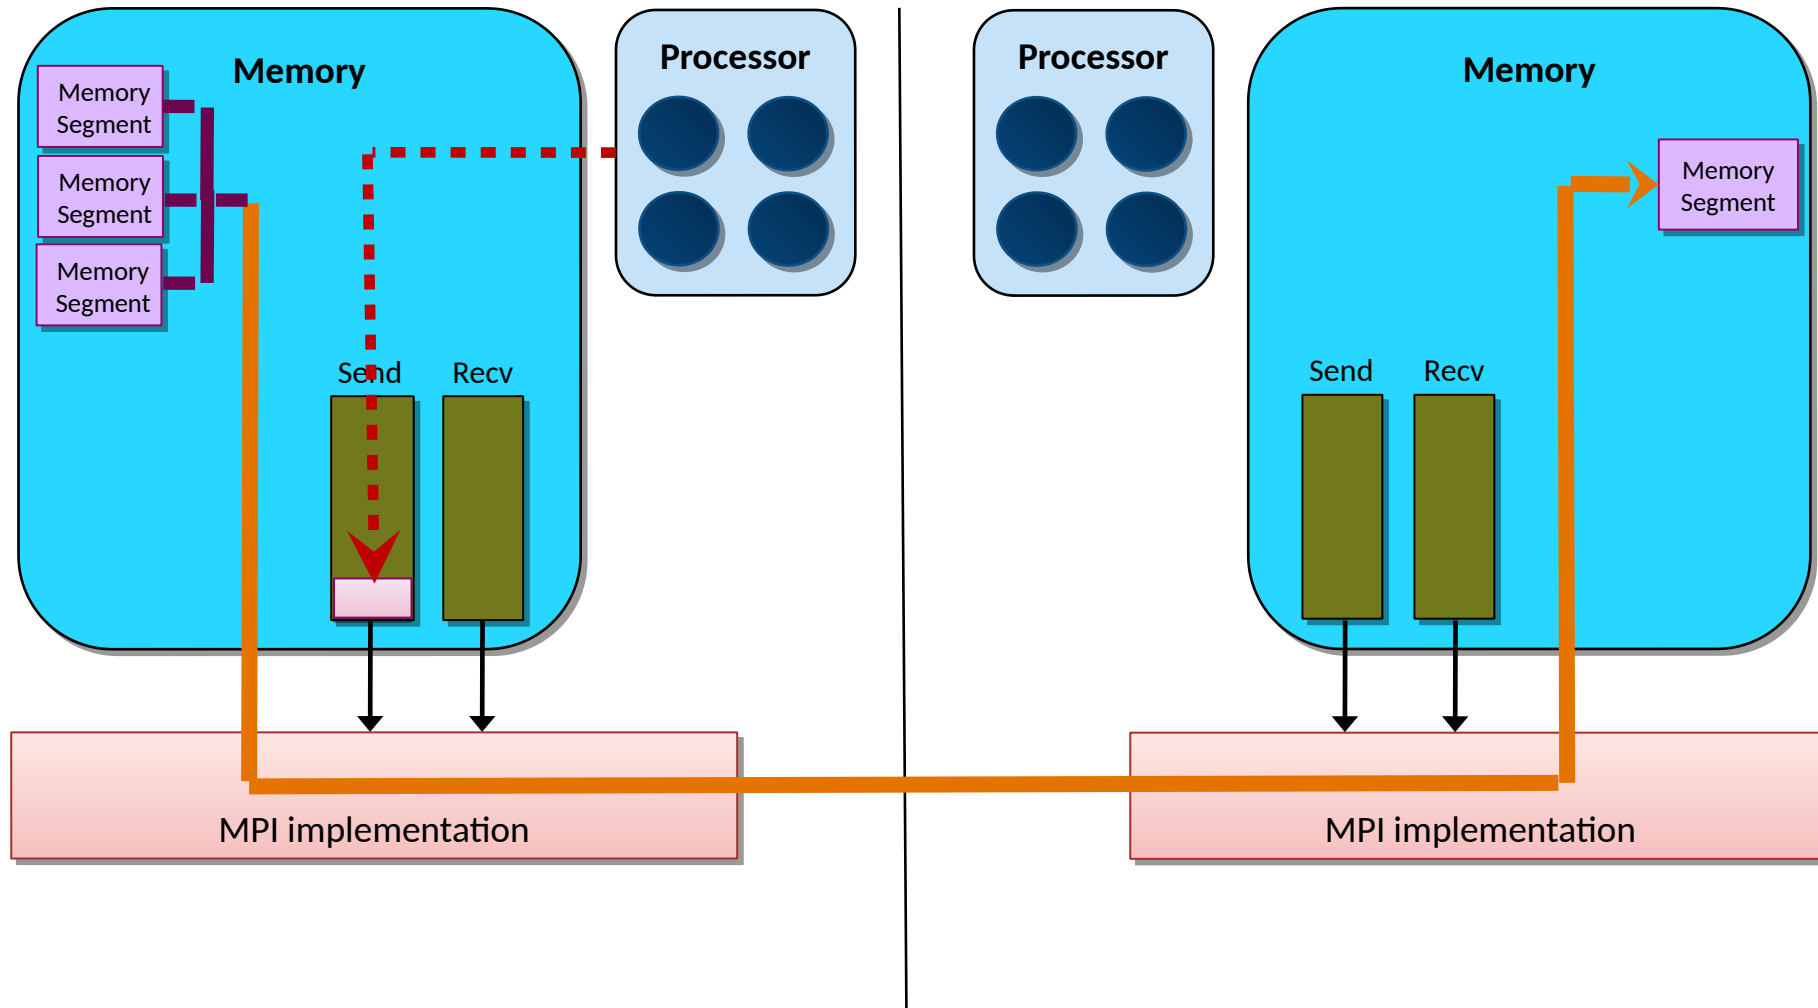 Memory
Processor
Processor
Memory
Memory
Segment
Memory
Segment
Memory
Segment
Memory
Segment
Send
Recv
Send
Recv
MPI implementation
MPI implementation